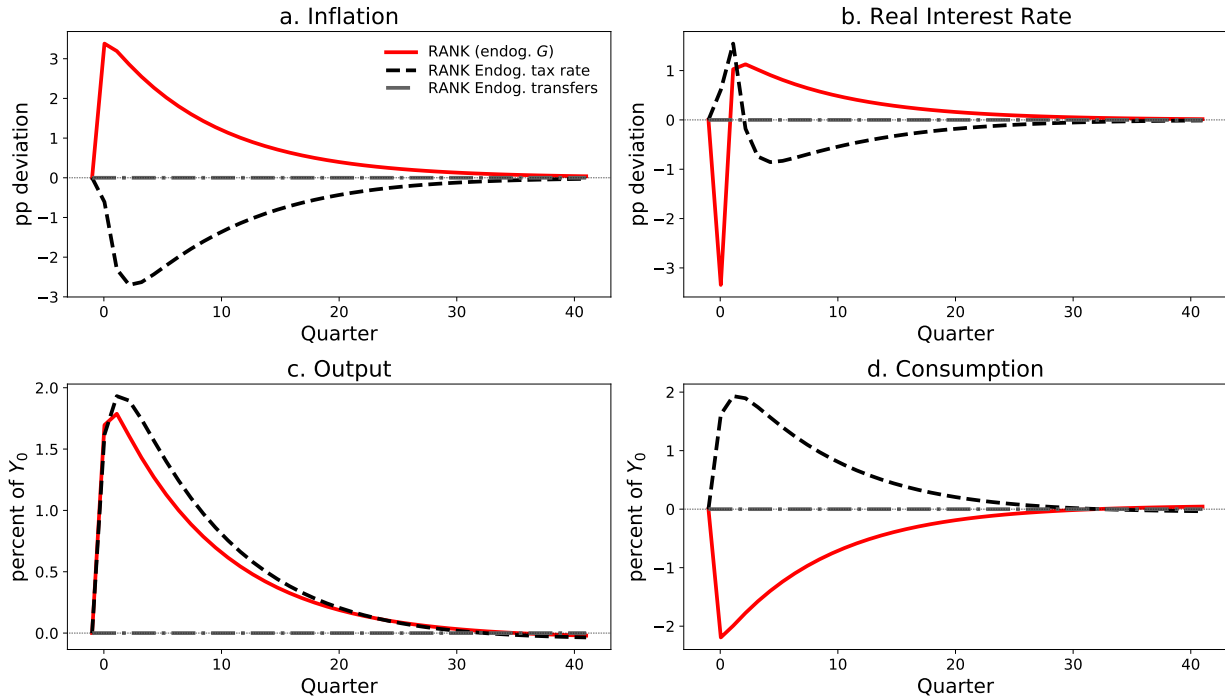 a. Inflation
pp deviation
3
2
1
0
−1
−2
−3
0 10 20 30 40
Quarter
RANK (endog. G)
RANK Endog. tax rate
RANK Endog. transfers
b. Real Interest Rate
pp deviation
1
0
−1
−2
−3
0 10 20 30 40
Quarter
c. Output
percent of Y₀
2.0
1.5
1.0
0.5
0.0
0 10 20 30 40
Quarter
d. Consumption
percent of Y₀
2
1
0
−1
−2
0 10 20 30 40
Quarter